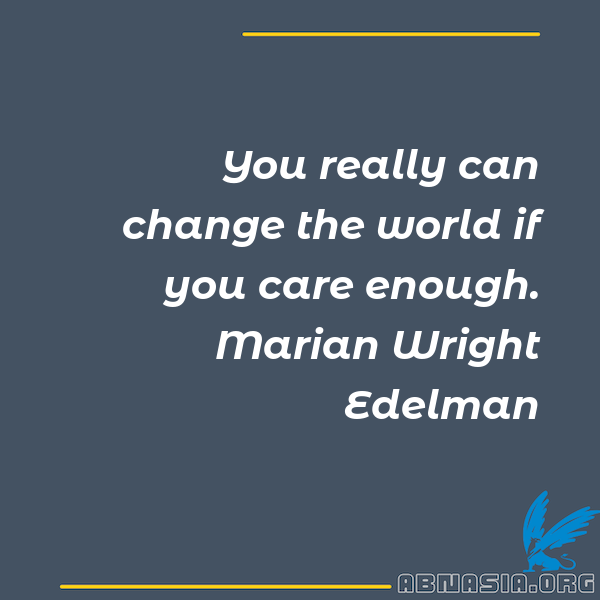 You really can
change the world if
you care enough.
Marian Wright
Edelman
ABNASIA.ORG